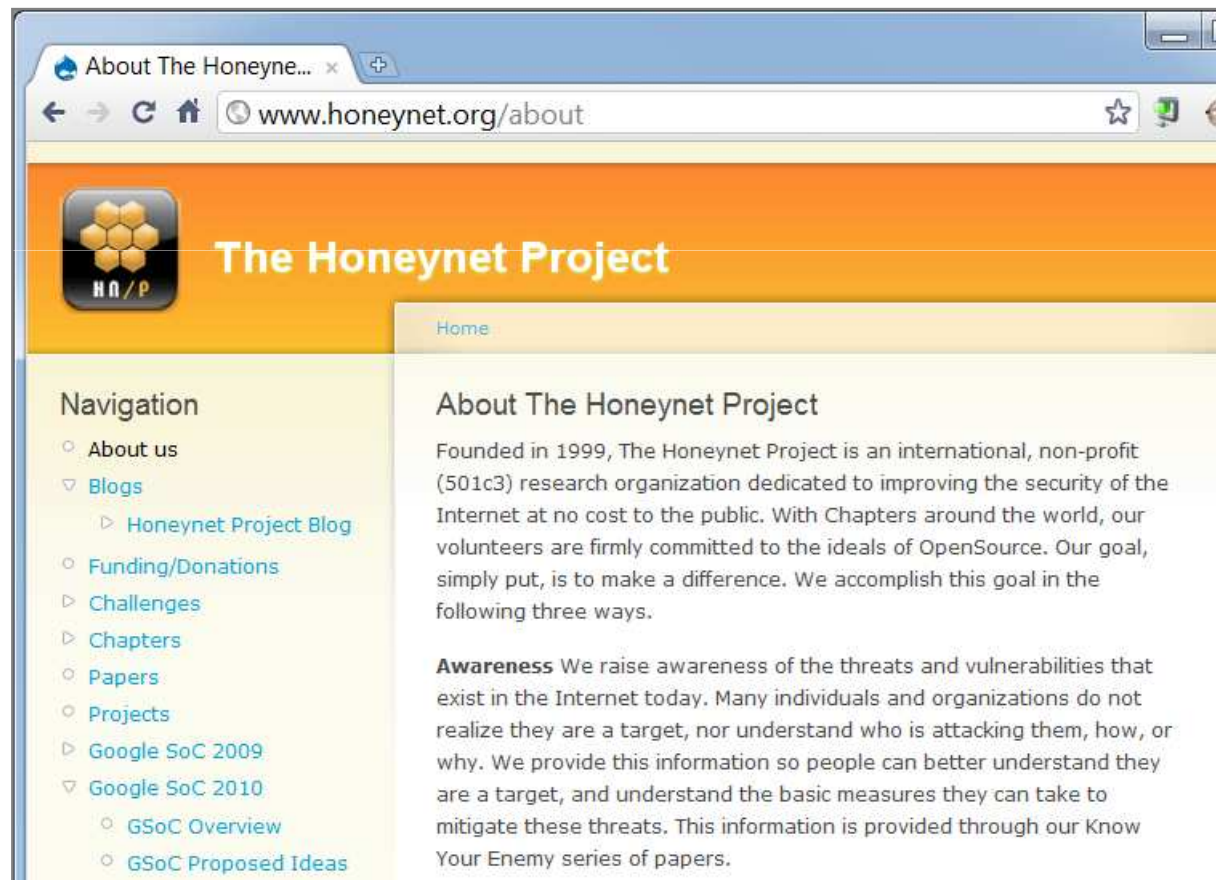 About The Honeyne...
www.honeynet.org/about
HN/P
The Honeynet Project
Home
Navigation
About us
Blogs
Honeynet Project Blog
Funding/Donations
Challenges
Chapters
Papers
Projects
Google SoC 2009
Google SoC 2010
GSoC Overview
GSoC Proposed Ideas
About The Honeynet Project
Founded in 1999, The Honeynet Project is an international, non-profit
(501c3) research organization dedicated to improving the security of the
Internet at no cost to the public. With Chapters around the world, our
volunteers are firmly committed to the ideals of OpenSource. Our goal,
simply put, is to make a difference. We accomplish this goal in the
following three ways.
Awareness We raise awareness of the threats and vulnerabilities that
exist in the Internet today. Many individuals and organizations do not
realize they are a target, nor understand who is attacking them, how, or
why. We provide this information so people can better understand they
are a target, and understand the basic measures they can take to
mitigate these threats. This information is provided through our Know
Your Enemy series of papers.